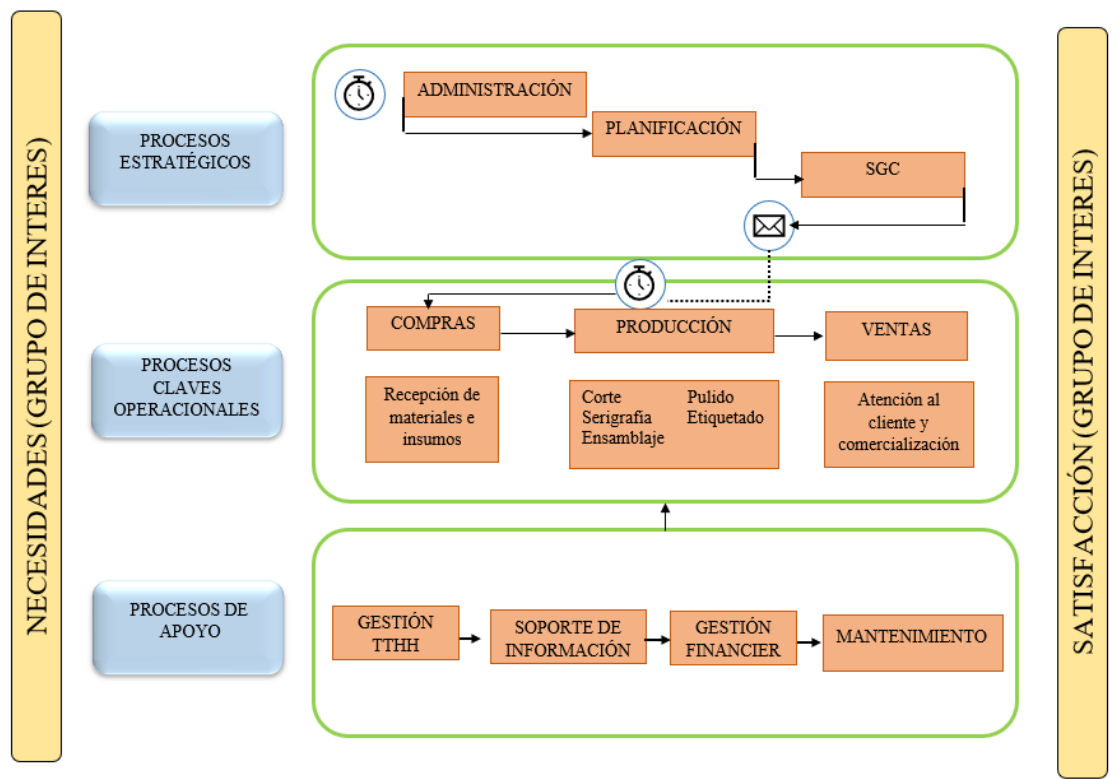 NECESIDADES (GRUPO DE INTERES)
PROCESOS
ESTRATÉGICOS
ADMINISTRACIÓN
PLANIFICACIÓN
SGC
PROCESOS
CLAVES
OPERACIONALES
COMPRAS
PRODUCCIÓN
VENTAS
Recepción de
materiales e
insumos
Corte
Serigrafía
Ensamblaje
Pulido
Etiquetado
Atención al
cliente y
comercialización
PROCESOS DE
APOYO
GESTIÓN
TTHH
SOPORTE DE
INFORMACIÓN
GESTIÓN
FINANCIER
MANTENIMIENTO
SATISFACCIÓN (GRUPO DE INTERES)